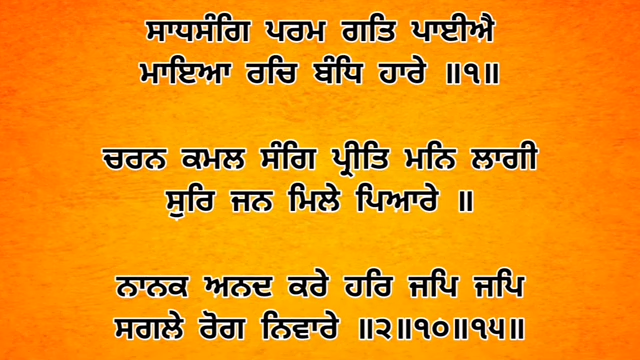 ਸਾਧਸੰਗਿ ਪਰਮ ਗਤਿ ਪਾਈਐ
ਮਾਇਆ ਰਚਿ ਬੰਧਿ ਹਾਰੇ ॥੧॥
ਚਰਨ ਕਮਲ ਸੰਗਿ ਪ੍ਰੀਤਿ ਮਨਿ ਲਾਗੀ
ਸੁਰਿ ਜਨ ਮਿਲੇ ਪਿਆਰੇ ॥
ਨਾਨਕ ਅਨਦ ਕਰੇ ਹਰਿ ਜਪਿ ਜਪਿ
ਸਗਲੇ ਰੋਗ ਨਿਵਾਰੇ ॥੨॥੧੦॥੧੫॥